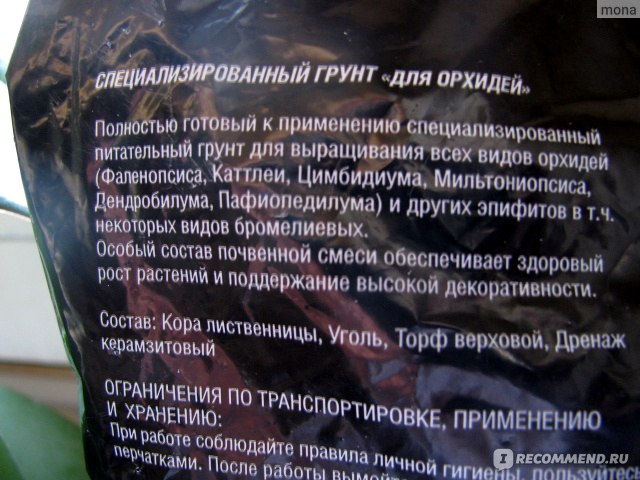 mona
СПЕЦИАЛИЗИРОВАННЫЙ ГРУНТ «ДЛЯ ОРХИДЕЙ»
Полностью готовый к применению специализированный
питательный грунт для выращивания всех видов орхидей
(Фаленопсиса, Каттлеи, Цимбидиума, Мильтониопсиса,
Дендробилума, Пафиопедилума) и других эпифитов в т.ч.
некоторых видов бромелиевых.
Особый состав почвенной смеси обеспечивает здоровый
рост растений и поддержание высокой декоративности.
Состав: Кора лиственницы, Уголь, Торф верховой, Дренаж
керамзитовый
ОГРАНИЧЕНИЯ ПО ТРАНСПОРТИРОВКЕ, ПРИМЕНЕНИЮ
И ХРАНЕНИЮ:
При работе соблюдайте правила личной гигиены, пользуйтесь
перчатками. После работы вымойте
IRECOMMEND.RU